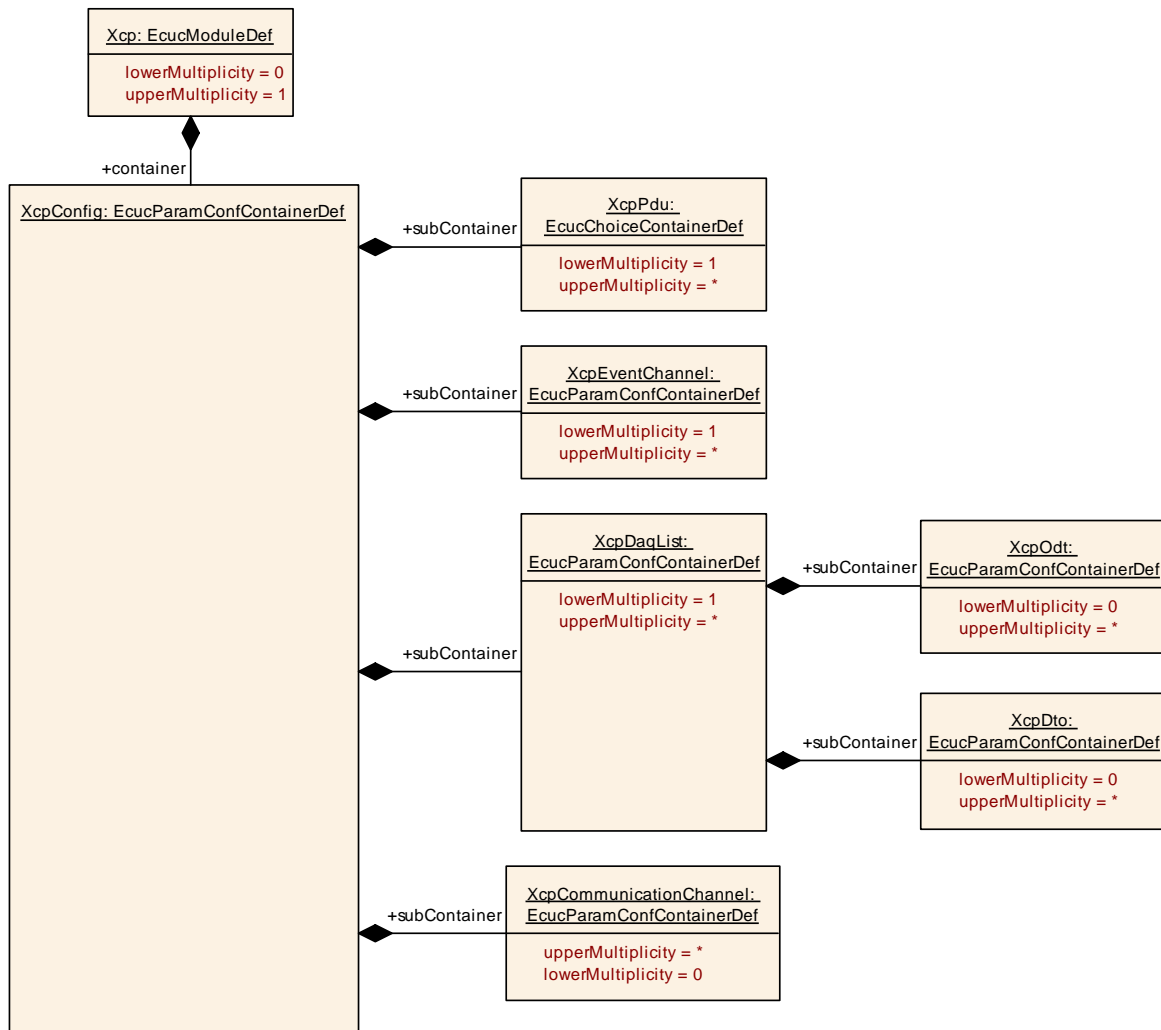 Xcp: EcucModuleDef
lowerMultiplicity = 0
upperMultiplicity = 1
+container
XcpConfig: EcucParamConfContainerDef
+subContainer
XcpPdu:
EcucChoiceContainerDef
lowerMultiplicity = 1
upperMultiplicity = *
+subContainer
XcpEventChannel:
EcucParamConfContainerDef
lowerMultiplicity = 1
upperMultiplicity = *
+subContainer
XcpDaqList:
EcucParamConfContainerDef
lowerMultiplicity = 1
upperMultiplicity = *
+subContainer
XcpOdt:
EcucParamConfContainerDef
lowerMultiplicity = 0
upperMultiplicity = *
+subContainer
XcpDto:
EcucParamConfContainerDef
lowerMultiplicity = 0
upperMultiplicity = *
+subContainer
XcpCommunicationChannel:
EcucParamConfContainerDef
upperMultiplicity = *
lowerMultiplicity = 0